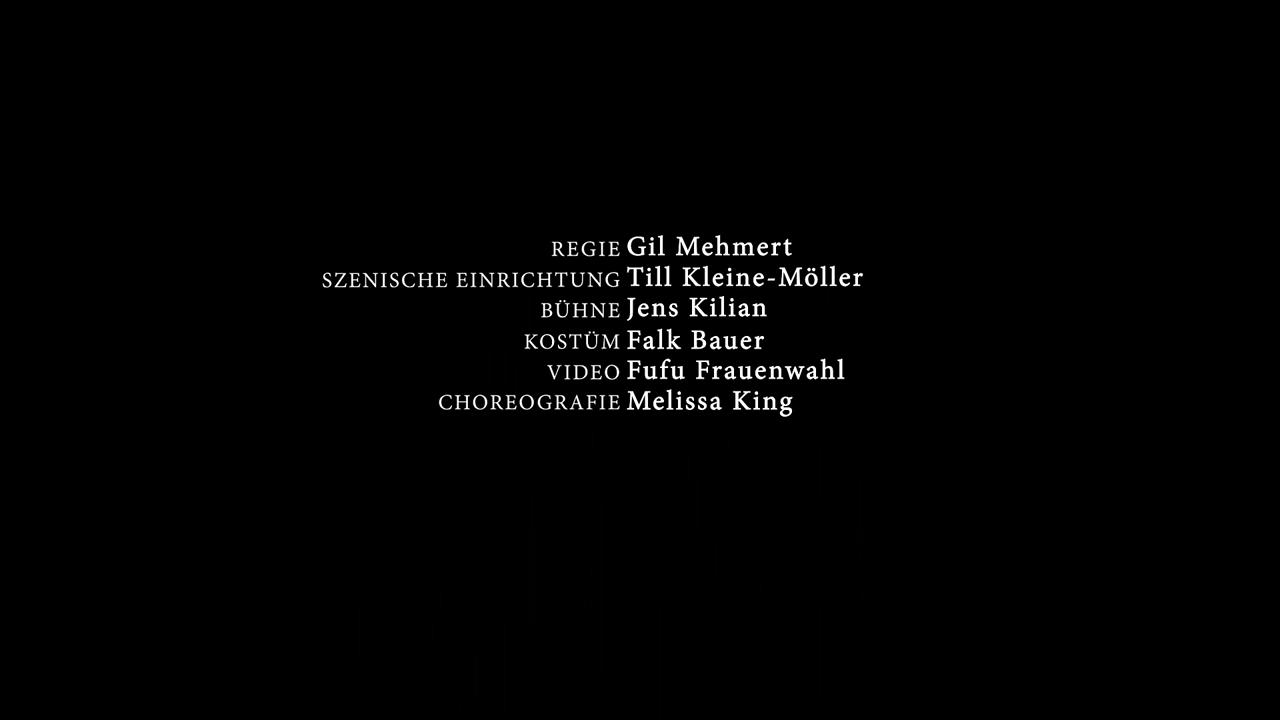 REGIE Gil Mehmert
SZENISCHE EINRICHTUNG Till Kleine-Möller
BÜHNE Jens Kilian
KOSTÜM Falk Bauer
VIDEO Fufu Frauenwahl
CHOREOGRAFIE Melissa King